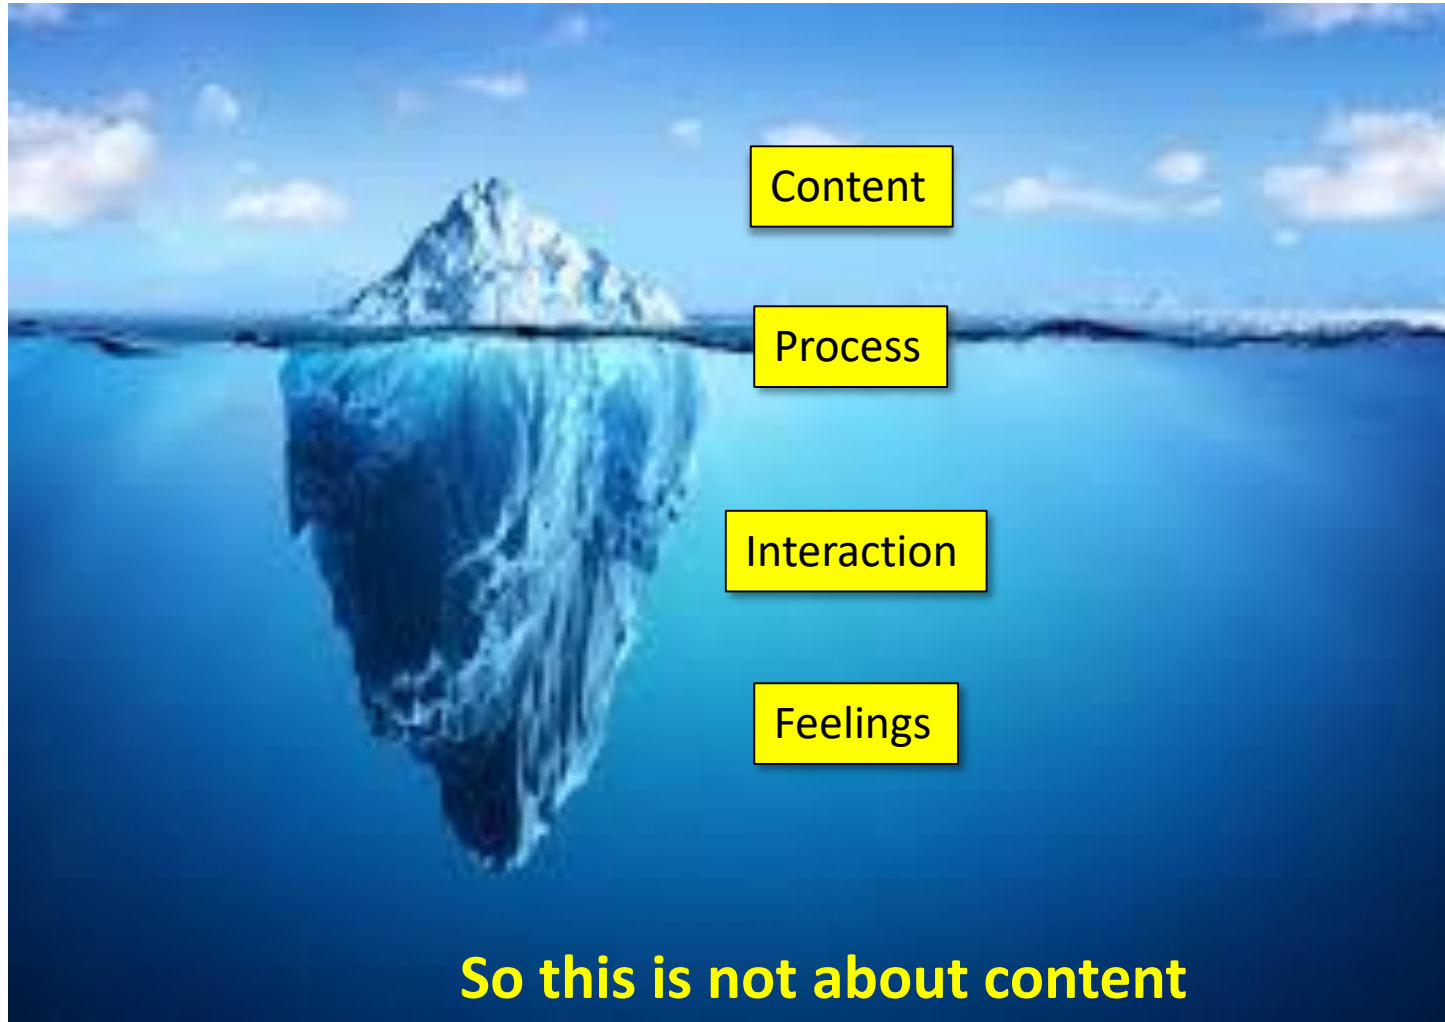 Content
Process
Interaction
Feelings
So this is not about content